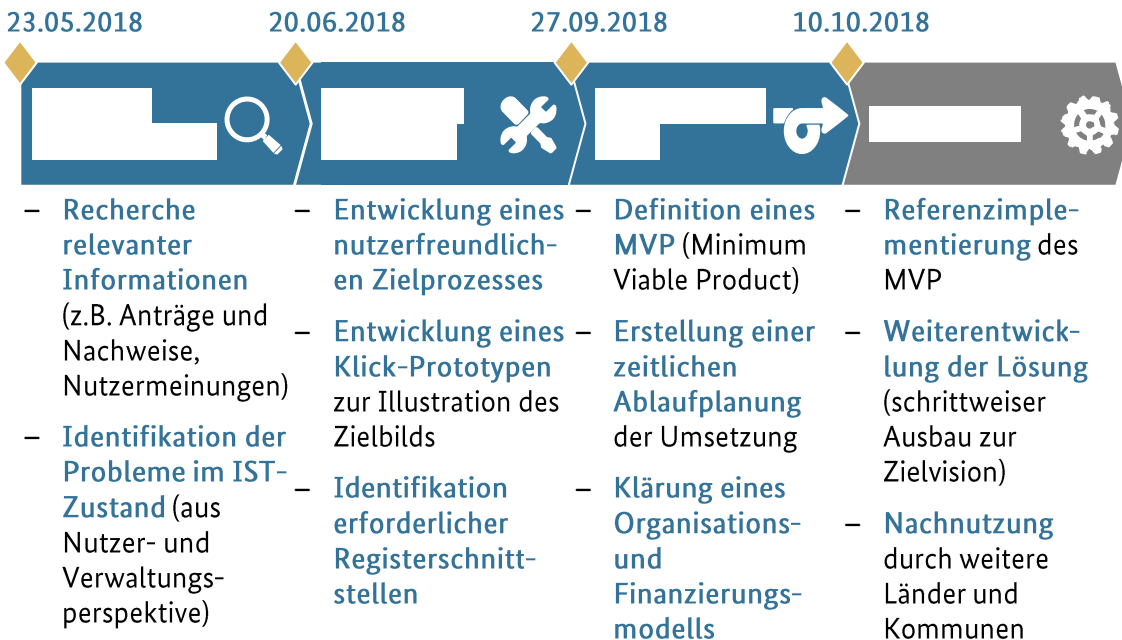 23.05.2018
20.06.2018
27.09.2018
10.10.2018
– Recherche
relevanter
Informationen
(z.B. Anträge und
Nachweise,
Nutzermeinungen)
– Identifikation der
Probleme im IST-
Zustand (aus
Nutzer- und
Verwaltungs-
perspektive)
– Entwicklung eines
nutzerfreundlich-
en Zielprozesses
– Entwicklung eines
Klick-Prototypen
zur Illustration des
Zielbilds
– Identifikation
erforderlicher
Registerschnitt-
stellen
– Definition eines
MVP (Minimum
Viable Product)
– Erstellung einer
zeitlichen
Ablaufplanung
der Umsetzung
– Klärung eines
Organisations-
und
Finanzierungs-
modells
– Referenzimple-
mentierung des
MVP
– Weiterentwick-
lung der Lösung
(schrittweiser
Ausbau zur
Zielvision)
– Nachnutzung
durch weitere
Länder und
Kommunen